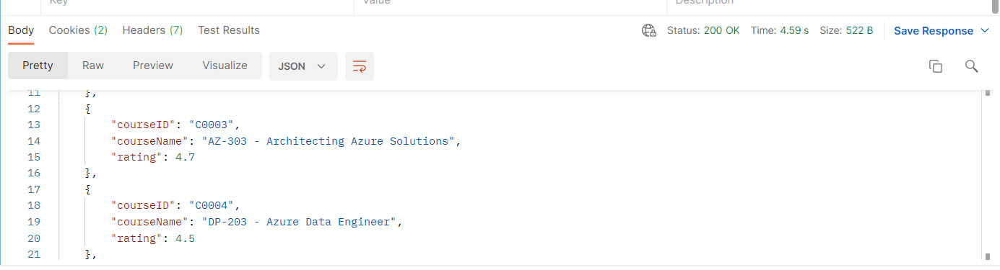 Key Value Description
Body Cookies (2) Headers (7) Test Results Status: 200 OK Time: 4.59 s Size: 522 B Save Response
Pretty Raw Preview Visualize JSON
11 },
12 {
13 "courseID": "C0003",
14 "courseName": "AZ-303 - Architecting Azure Solutions",
15 "rating": 4.7
16 },
17 {
18 "courseID": "C0004",
19 "courseName": "DP-203 - Azure Data Engineer",
20 "rating": 4.5
21 },